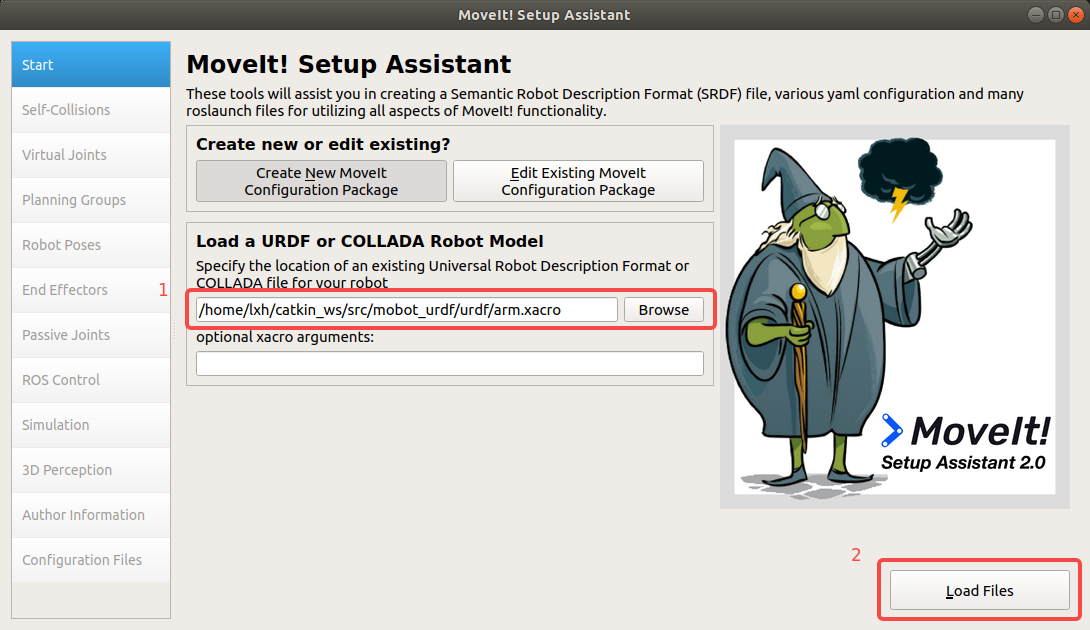 MoveIt! Setup Assistant
Start
Self-Collisions
Virtual Joints
Planning Groups
Robot Poses
End Effectors
Passive Joints
ROS Control
Simulation
3D Perception
Author Information
Configuration Files
MoveIt! Setup Assistant
These tools will assist you in creating a Semantic Robot Description Format (SRDF) file, various yaml configuration and many
roslaunch files for utilizing all aspects of MoveIt! functionality.
Create new or edit existing?
Create New MoveIt
Configuration Package
Edit Existing MoveIt
Configuration Package
Load a URDF or COLLADA Robot Model
Specify the location of an existing Universal Robot Description Format or
COLLADA file for your robot
1
/home/lxh/catkin_ws/src/mobot_urdf/urdf/arm.xacro
Browse
optional xacro arguments:
MoveIt!
Setup Assistant 2.0
2
Load Files